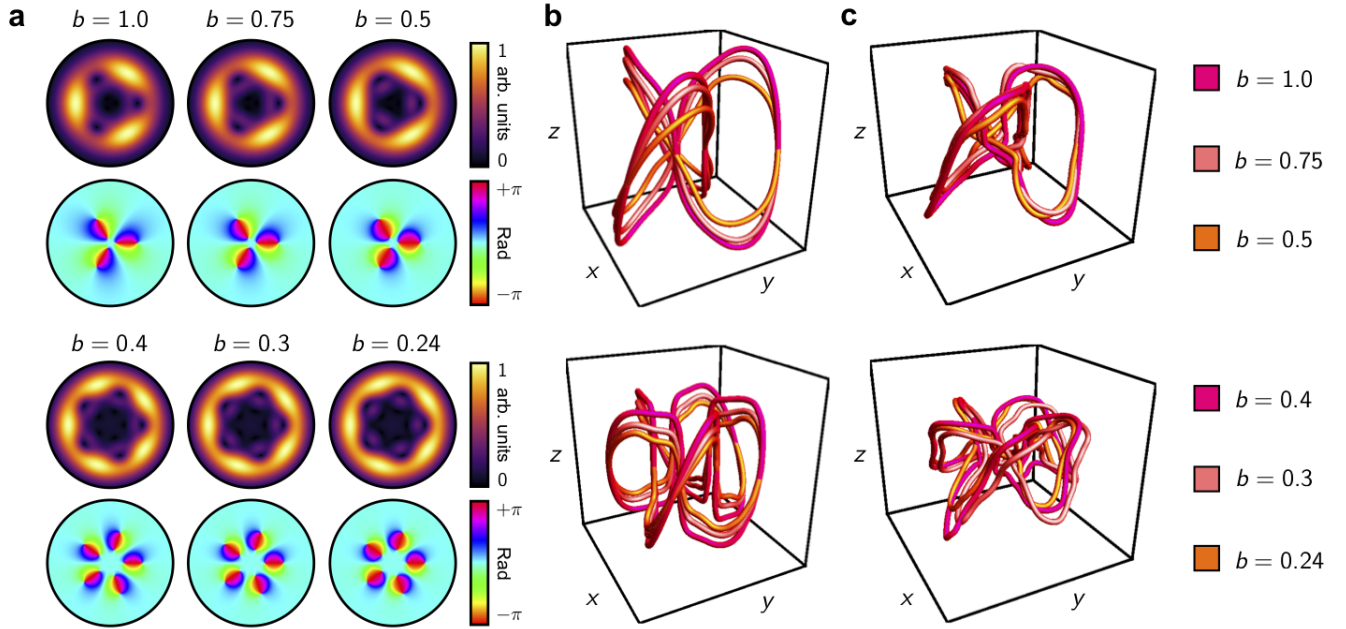 a
b = 1.0 b = 0.75 b = 0.5
1
arb. units
0
+π
Rad
−π
b = 0.4 b = 0.3 b = 0.24
1
arb. units
0
+π
Rad
−π
b
z
x
y
z
x
y
c
z
x
y
z
x
y
b = 1.0
b = 0.75
b = 0.5
b = 0.4
b = 0.3
b = 0.24